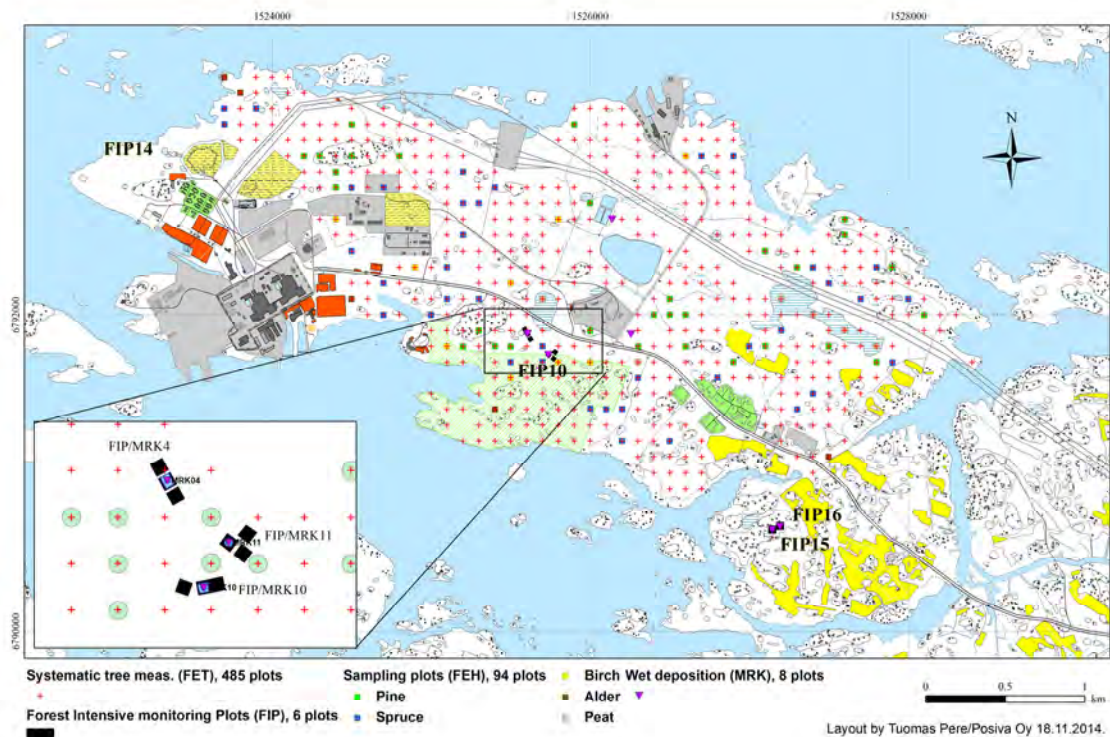 1524000 1526000 1528000
N
FIP14
6792000
FIP10
FIP/MRK4
MRK04
FIP/MRK11
FIP/MRK10
FIP16
FIP15
6790000
Systematic tree meas. (FET), 485 plots
Sampling plots (FEH), 94 plots
Birch Wet deposition (MRK), 8 plots
Pine
Alder
Forest Intensive monitoring Plots (FIP), 6 plots
Spruce
Peat
0 0.5 1
km
Layout by Tuomas Pere/Posiva Oy 18.11.2014.